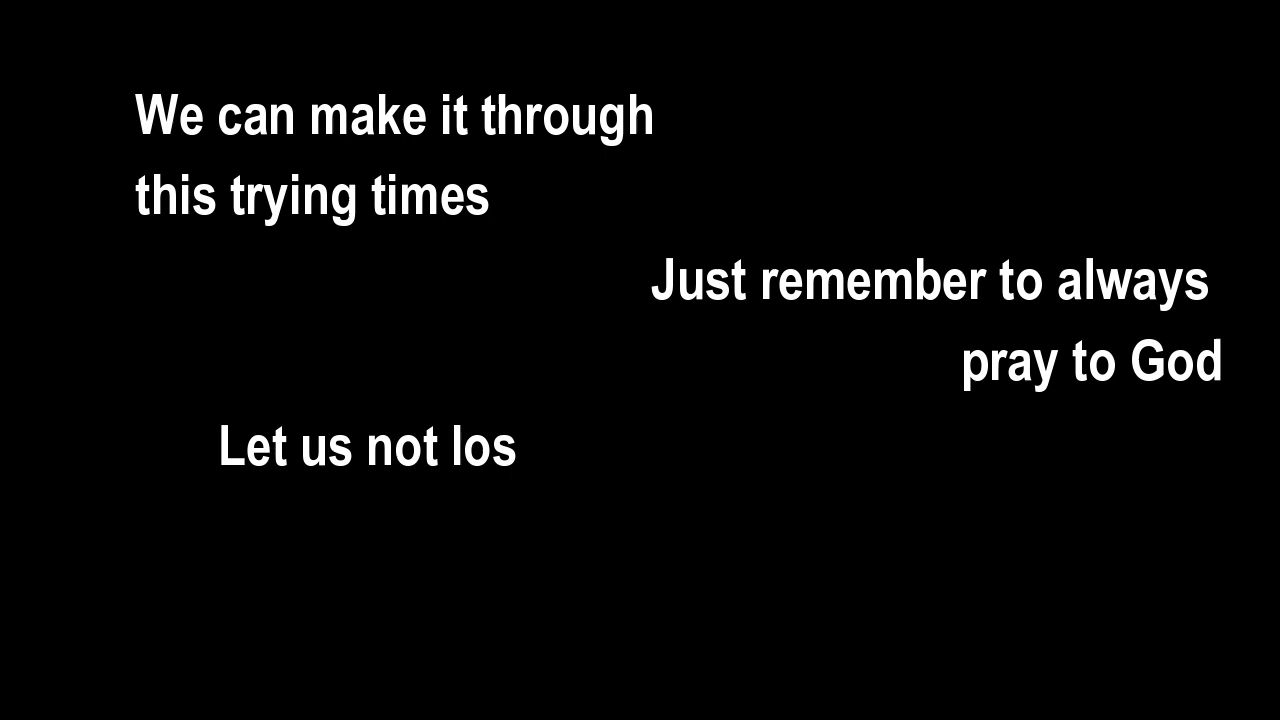 We can make it through
this trying times
Just remember to always
pray to God
Let us not los